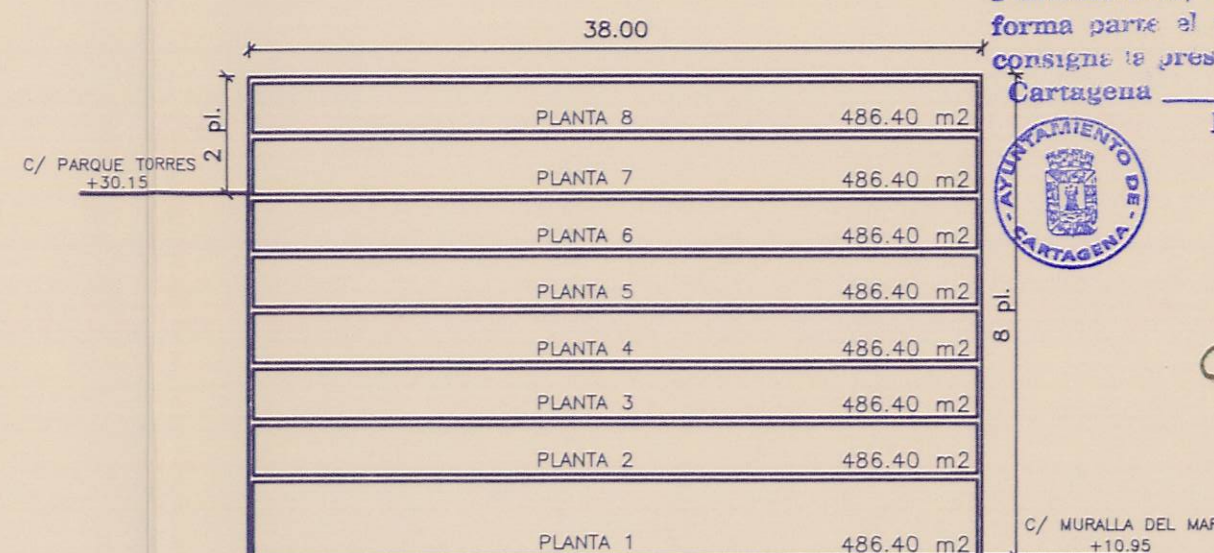 38.00
forma parte el
consigna la pres
Cartagena
AYUNTAMIENTO DE
- CARTAGENA -
2 pl.
C/ PARQUE TORRES
+30.15
PLANTA 8 486.40 m2
PLANTA 7 486.40 m2
PLANTA 6 486.40 m2
PLANTA 5 486.40 m2
PLANTA 4 486.40 m2
PLANTA 3 486.40 m2
PLANTA 2 486.40 m2
PLANTA 1 486.40 m2
8 pl.
C/ MURALLA DEL MAR
+10.95